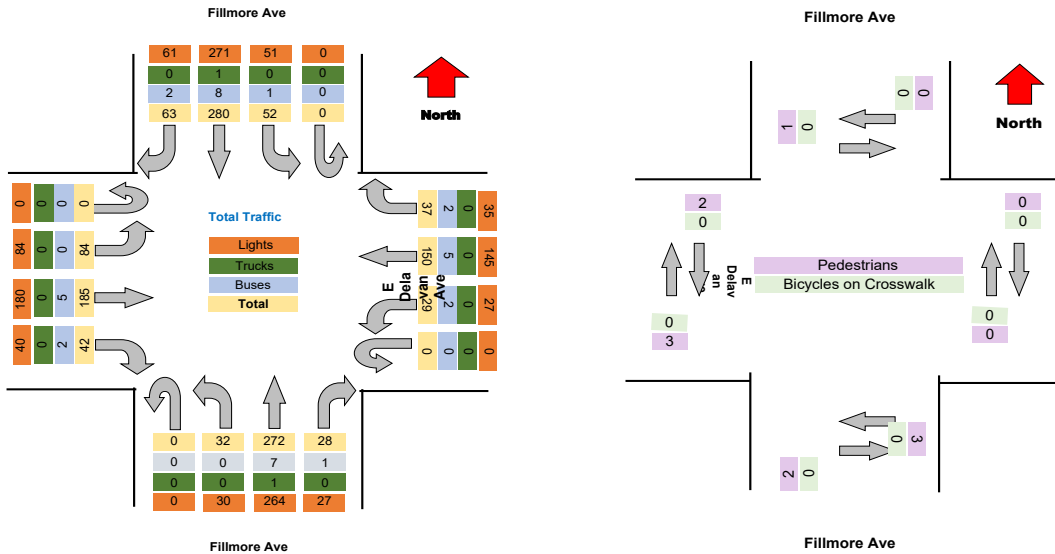 Fillmore Ave
61 271 51 0
0 1 0 0
2 8 1 0
63 280 52 0
North
0 0 0 0
84 0 0 84
180 0 5 185
40 0 2 42
37 2 0 35
150 5 0 145
29 2 0 27
0 0 0 0
E
Dela
van
Ave
Total Traffic
Lights
Trucks
Buses
Total
0 32 272 28
0 0 7 1
0 0 1 0
0 30 264 27
Fillmore Ave
Fillmore Ave
0 0
1 0
North
2
0
0
0
E
Delav
an
Pedestrians
Bicycles on Crosswalk
0
3
0
0
0 3
2 0
Fillmore Ave